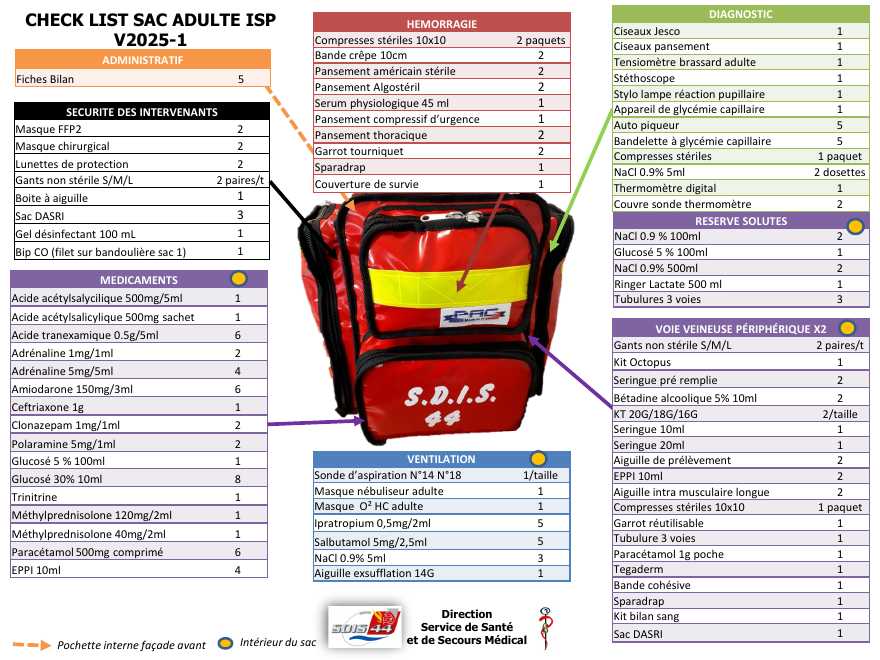 CHECK LIST SAC ADULTE ISP
V2025-1
ADMINISTRATIF
Fiches Bilan 5
SECURITE DES INTERVENANTS
Masque FFP2 2
Masque chirurgical 2
Lunettes de protection 2
Gants non stérile S/M/L 2 paires/t
Boite à aiguille 1
Sac DASRI 3
Gel désinfectant 100 mL 1
Bip CO (filet sur bandoulière sac 1) 1
MEDICAMENTS
Acide acétylsalycilique 500mg/5ml 1
Acide acétylsalicylique 500mg sachet 1
Acide tranexamique 0.5g/5ml 6
Adrénaline 1mg/1ml 2
Adrénaline 5mg/5ml 4
Amiodarone 150mg/3ml 6
Ceftriaxone 1g 1
Clonazepam 1mg/1ml 2
Polaramine 5mg/1ml 2
Glucosé 5 % 100ml 1
Glucosé 30% 10ml 8
Trinitrine 1
Méthylprednisolone 120mg/2ml 1
Méthylprednisolone 40mg/2ml 1
Paracétamol 500mg comprimé 6
EPPI 10ml 4
HEMORRAGIE
Compresses stériles 10x10 2 paquets
Bande crêpe 10cm 2
Pansement américain stérile 2
Pansement Algostéril 2
Serum physiologique 45 ml 1
Pansement compressif d'urgence 1
Pansement thoracique 2
Garrot tourniquet 2
Sparadrap 1
Couverture de survie 1
PAC
S.D.I.S.
44
VENTILATION
Sonde d'aspiration N°14 N°18 1/taille
Masque nébuliseur adulte 1
Masque O² HC adulte 1
Ipratropium 0,5mg/2ml 5
Salbutamol 5mg/2,5ml 5
NaCl 0.9% 5ml 3
Aiguille exsufflation 14G 1
DIAGNOSTIC
Ciseaux Jesco 1
Ciseaux pansement 1
Tensiomètre brassard adulte 1
Stéthoscope 1
Stylo lampe réaction pupillaire 1
Appareil de glycémie capillaire 1
Auto piqueur 5
Bandelette à glycémie capillaire 5
Compresses stériles 1 paquet
NaCl 0.9% 5ml 2 dosettes
Thermomètre digital 1
Couvre sonde thermomètre 2
RESERVE SOLUTES
NaCl 0.9 % 100ml 2
Glucosé 5 % 100ml 1
NaCl 0.9% 500ml 2
Ringer Lactate 500 ml 1
Tubulures 3 voies 3
VOIE VEINEUSE PÉRIPHÉRIQUE X2
Gants non stérile S/M/L 2 paires/t
Kit Octopus 1
Seringue pré remplie 2
Bétadine alcoolique 5% 10ml 2
KT 20G/18G/16G 2/taille
Seringue 10ml 1
Seringue 20ml 1
Aiguille de prélèvement 2
EPPI 10ml 2
Aiguille intra musculaire longue 2
Compresses stériles 10x10 1 paquet
Garrot réutilisable 1
Tubulure 3 voies 1
Paracétamol 1g poche 1
Tegaderm 1
Bande cohésive 1
Sparadrap 1
Kit bilan sang 1
Sac DASRI 1
Pochette interne façade avant
Intérieur du sac
SDIS 44
Direction
Service de Santé
et de Secours Médical